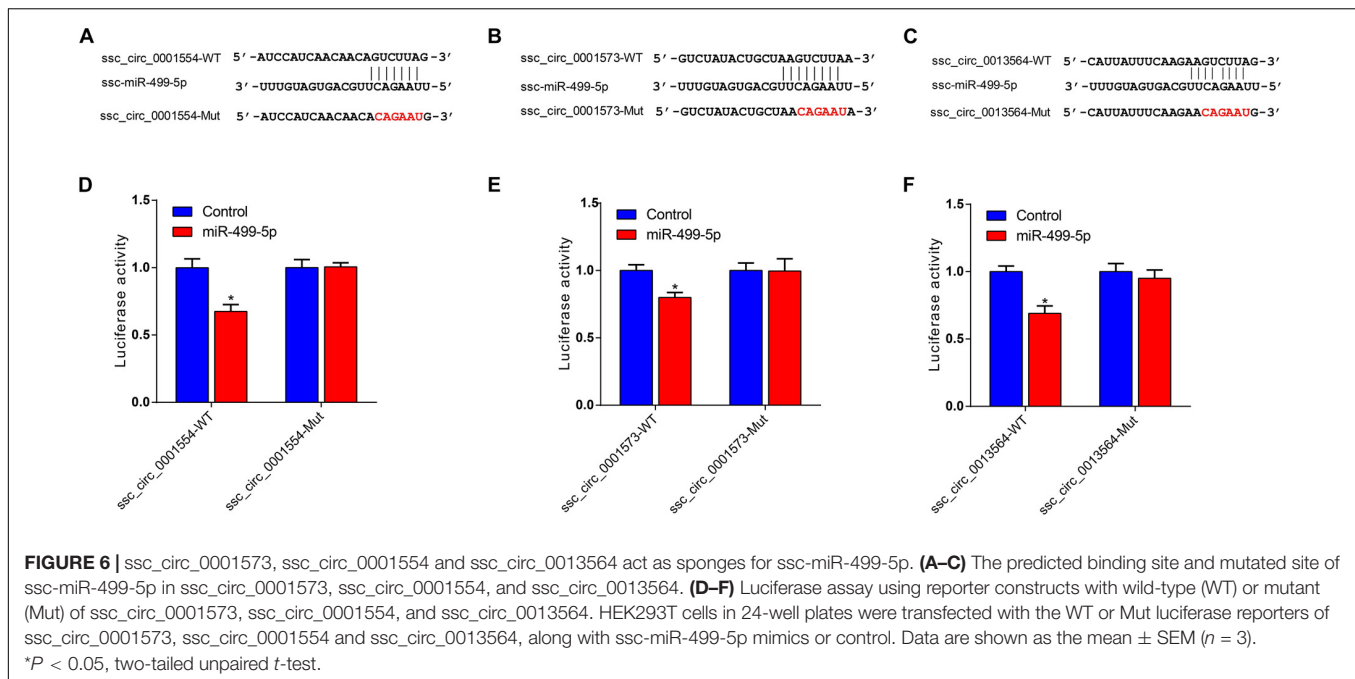 A
ssc_circ_0001554-WT 5′-AUCCAUCAACAACAGUCUUAG-3′
ssc-miR-499-5p 3′-UUUGUAGUGACGUUCAGAAUU-5′
ssc_circ_0001554-Mut 5′-AUCCAUCAACAACACAGAAUG-3′
B
ssc_circ_0001573-WT 5′-GUCUAUACUGCUAAGUCUUAA-3′
ssc-miR-499-5p 3′-UUUGUAGUGACGUUCAGAAUU-5′
ssc_circ_0001573-Mut 5′-GUCUAUACUGCUAACAGAAUA-3′
C
ssc_circ_0013564-WT 5′-CAUUAUUUCAAGAAGUCUUAG-3′
ssc-miR-499-5p 3′-UUUGUAGUGACGUUCAGAAUU-5′
ssc_circ_0013564-Mut 5′-CAUUAUUUCAAGAACAGAAUG-3′
D
Luciferase activity
1.5
1.0
0.5
0.0
Control
miR-499-5p
*
ssc_circ_0001554-WT
ssc_circ_0001554-Mut
E
Luciferase activity
1.5
1.0
0.5
0.0
Control
miR-499-5p
*
ssc_circ_0001573-WT
ssc_circ_0001573-Mut
F
Luciferase activity
1.5
1.0
0.5
0.0
Control
miR-499-5p
*
ssc_circ_0013564-WT
ssc_circ_0013564-Mut
FIGURE 6 | ssc_circ_0001573, ssc_circ_0001554 and ssc_circ_0013564 act as sponges for ssc-miR-499-5p. (A–C) The predicted binding site and mutated site of
ssc-miR-499-5p in ssc_circ_0001573, ssc_circ_0001554, and ssc_circ_0013564. (D–F) Luciferase assay using reporter constructs with wild-type (WT) or mutant
(Mut) of ssc_circ_0001573, ssc_circ_0001554, and ssc_circ_0013564. HEK293T cells in 24-well plates were transfected with the WT or Mut luciferase reporters of
ssc_circ_0001573, ssc_circ_0001554 and ssc_circ_0013564, along with ssc-miR-499-5p mimics or control. Data are shown as the mean ± SEM (n = 3).
*P < 0.05, two-tailed unpaired t-test.